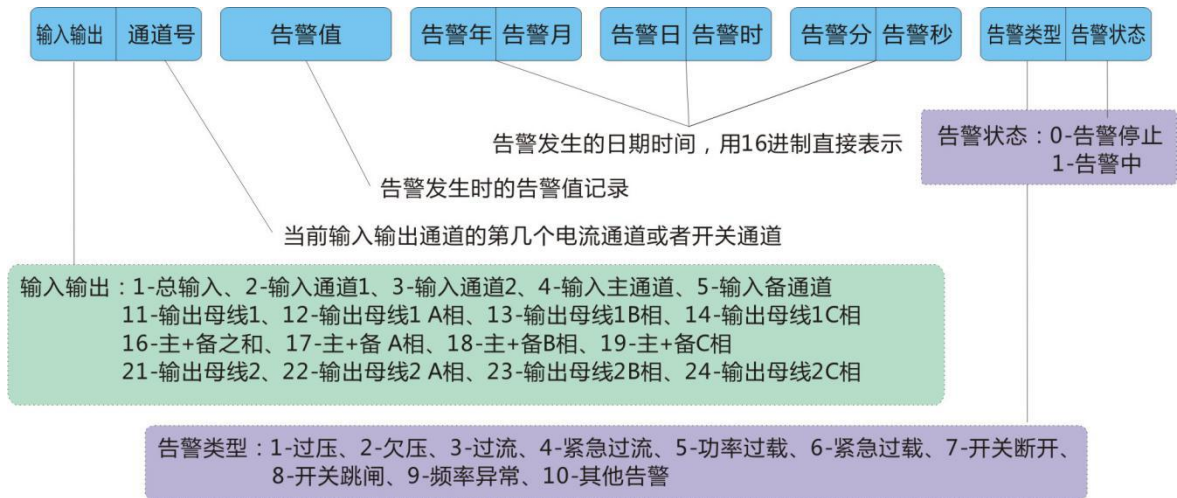 输入输出 通道号 告警值 告警年 告警月 告警日 告警时 告警分 告警秒 告警类型 告警状态
告警状态：0-告警停止
1-告警中
告警发生的日期时间，用16进制直接表示
告警发生时的告警值记录
当前输入输出通道的第几个电流通道或者开关通道
输入输出：1-总输入、2-输入通道1、3-输入通道2、4-输入主通道、5-输入备通道
11-输出母线1、12-输出母线1 A相、13-输出母线1B相、14-输出母线1C相
16-主+备之和、17-主+备 A相、18-主+备B相、19-主+备C相
21-输出母线2、22-输出母线2 A相、23-输出母线2B相、24-输出母线2C相
告警类型：1-过压、2-欠压、3-过流、4-紧急过流、5-功率过载、6-紧急过载、7-开关断开、
8-开关跳闸、9-频率异常、10-其他告警